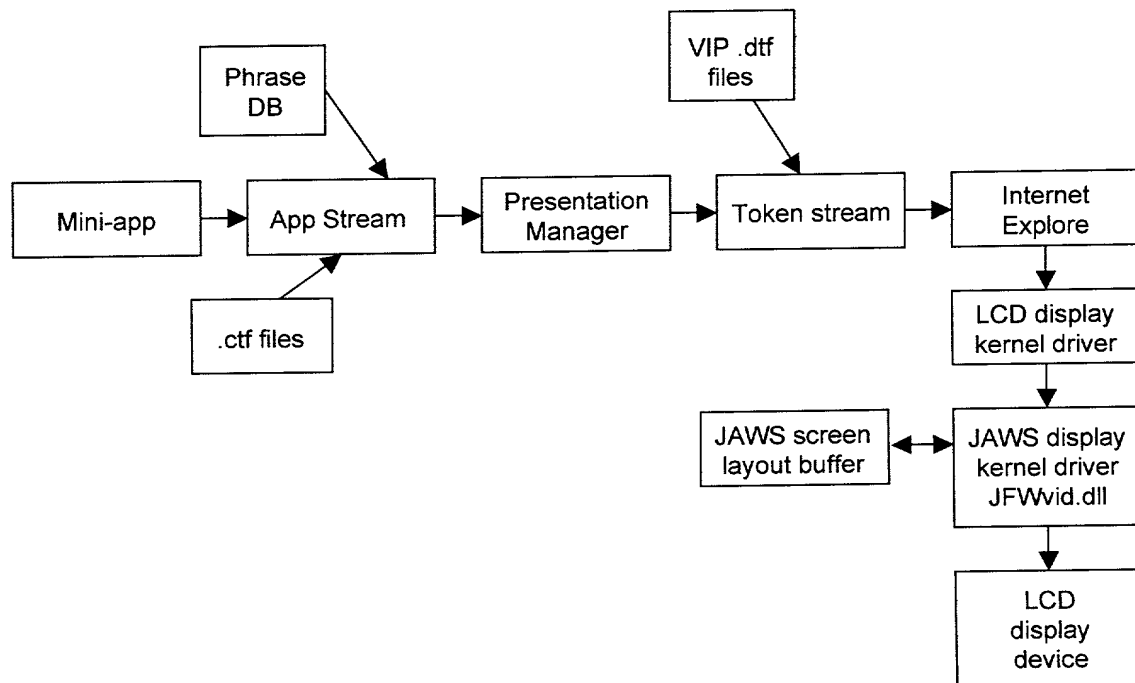 VIP .dtf
files
Phrase
DB
Mini-app
App Stream
Presentation
Manager
Token stream
Internet
Explore
.ctf files
LCD display
kernel driver
JAWS screen
layout buffer
JAWS display
kernel driver
JFWvid.dll
LCD
display
device